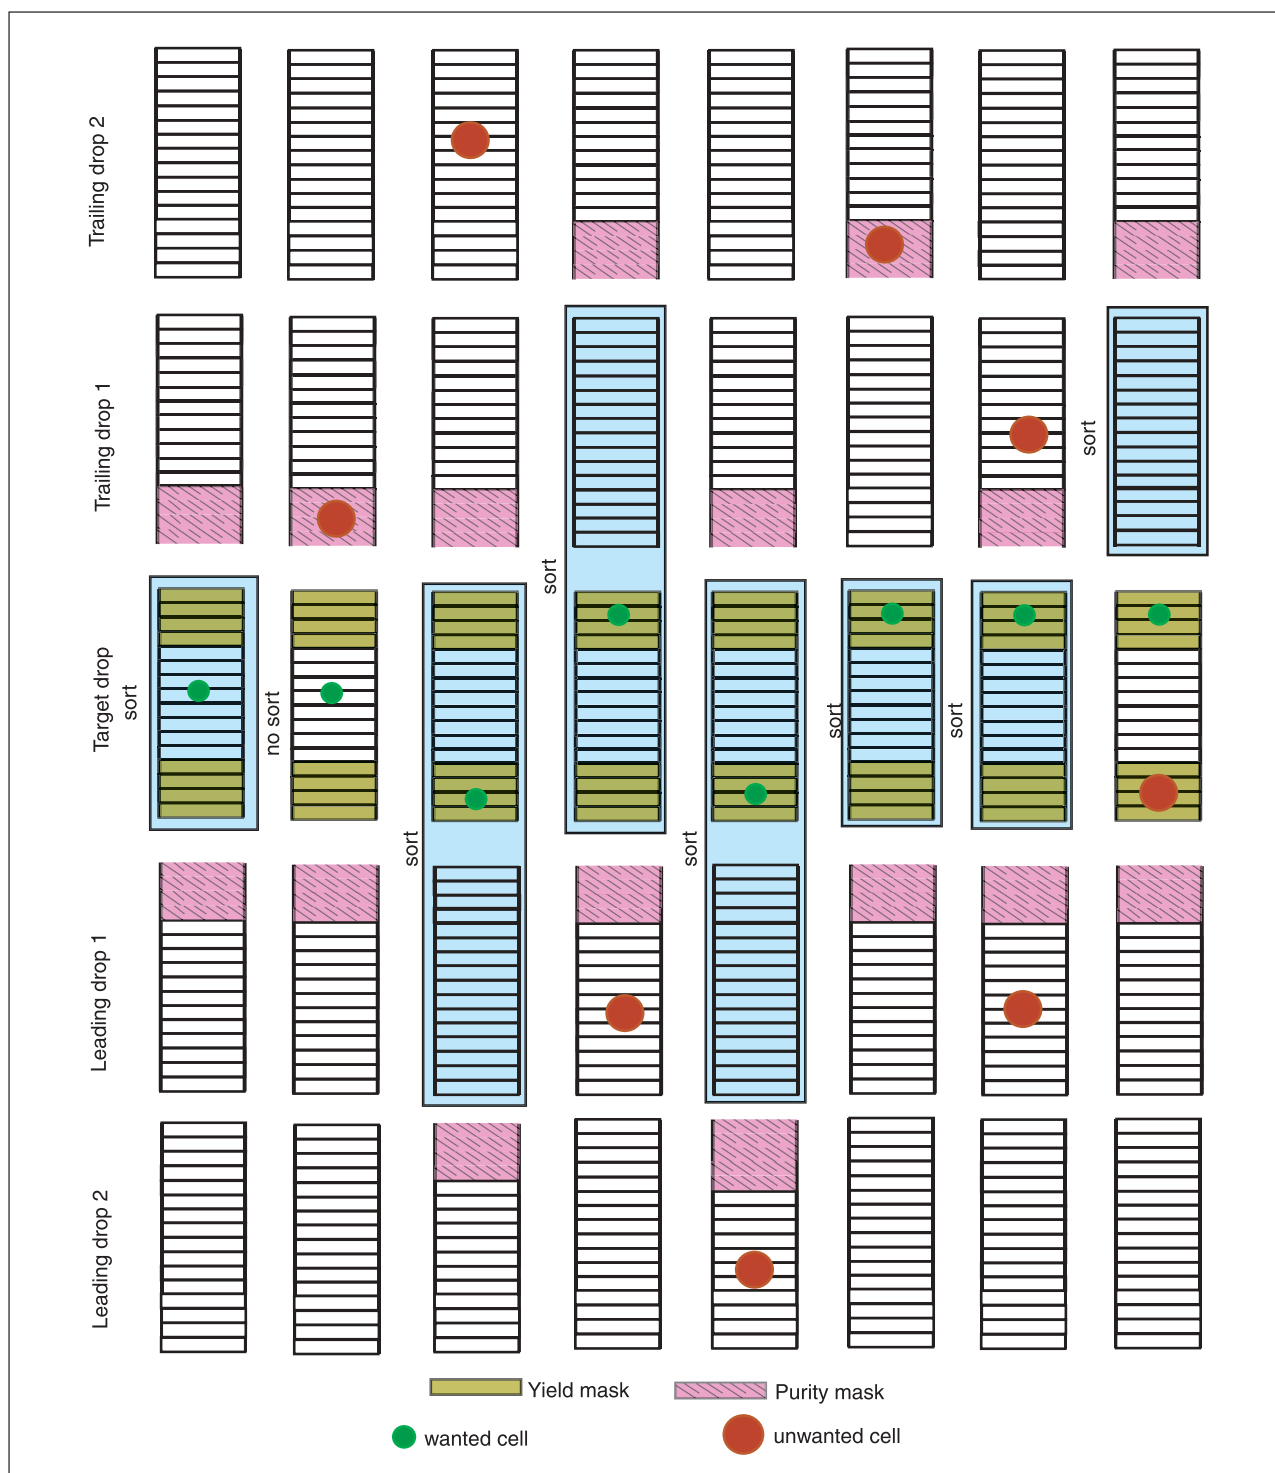 Trailing drop 2
Trailing drop 1
sort
sort
Target drop
sort
no sort
sort
sort
sort
sort
Leading drop 1
Leading drop 2
Yield mask
Purity mask
wanted cell
unwanted cell